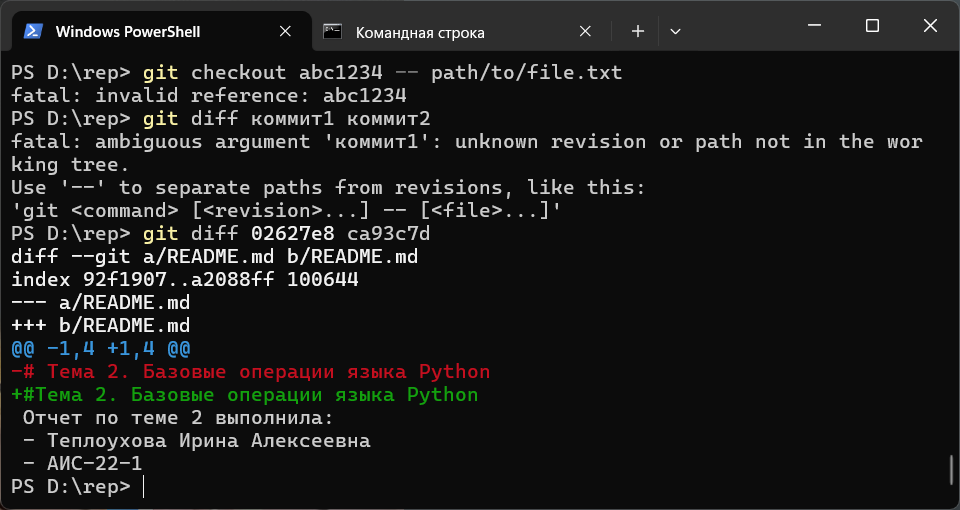 Windows PowerShell
Командная строка
PS D:\rep> git checkout abc1234 -- path/to/file.txt
fatal: invalid reference: abc1234
PS D:\rep> git diff коммит1 коммит2
fatal: ambiguous argument 'коммит1': unknown revision or path not in the wor
king tree.
Use '--' to separate paths from revisions, like this:
'git <command> [<revision>...] -- [<file>...]'
PS D:\rep> git diff 02627e8 ca93c7d
diff --git a/README.md b/README.md
index 92f1907..a2088ff 100644
--- a/README.md
+++ b/README.md
@@ -1,4 +1,4 @@
-# Тема 2. Базовые операции языка Python
+#Тема 2. Базовые операции языка Python
 Отчет по теме 2 выполнила:
 - Теплоухова Ирина Алексеевна
 - АИС-22-1
PS D:\rep>